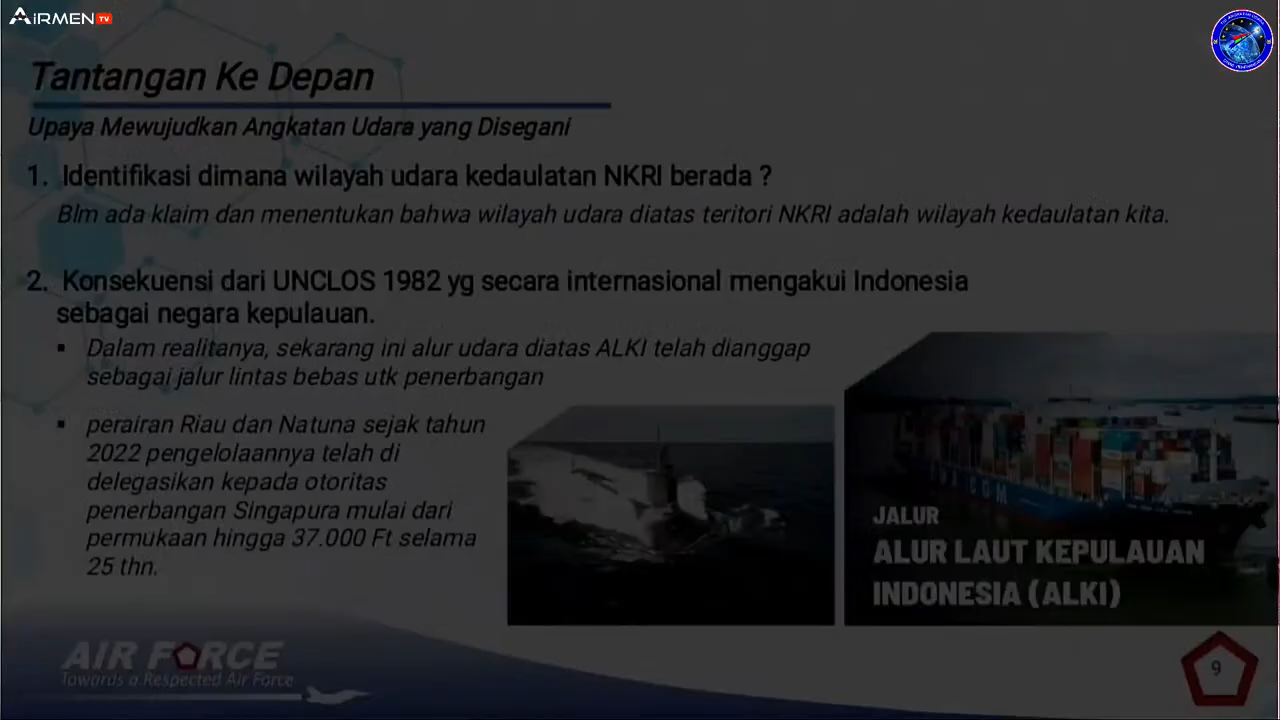 AiRMEN TV
Tantangan Ke Depan
Upaya Mewujudkan Angkatan Udara yang Disegani
1. Identifikasi dimana wilayah udara kedaulatan NKRI berada ?
Blm ada klaim dan menentukan bahwa wilayah udara diatas teritori NKRI adalah wilayah kedaulatan kita.
2. Konsekuensi dari UNCLOS 1982 yg secara internasional mengakui Indonesia
sebagai negara kepulauan.
▪ Dalam realitanya, sekarang ini alur udara diatas ALKI telah dianggap
sebagai jalur lintas bebas utk penerbangan
▪ perairan Riau dan Natuna sejak tahun
2022 pengelolaannya telah di
delegasikan kepada otoritas
penerbangan Singapura mulai dari
permukaan hingga 37.000 Ft selama
25 thn.
JALUR
ALUR LAUT KEPULAUAN
INDONESIA (ALKI)
AIR FORCE
Towards a Respected Air Force
9